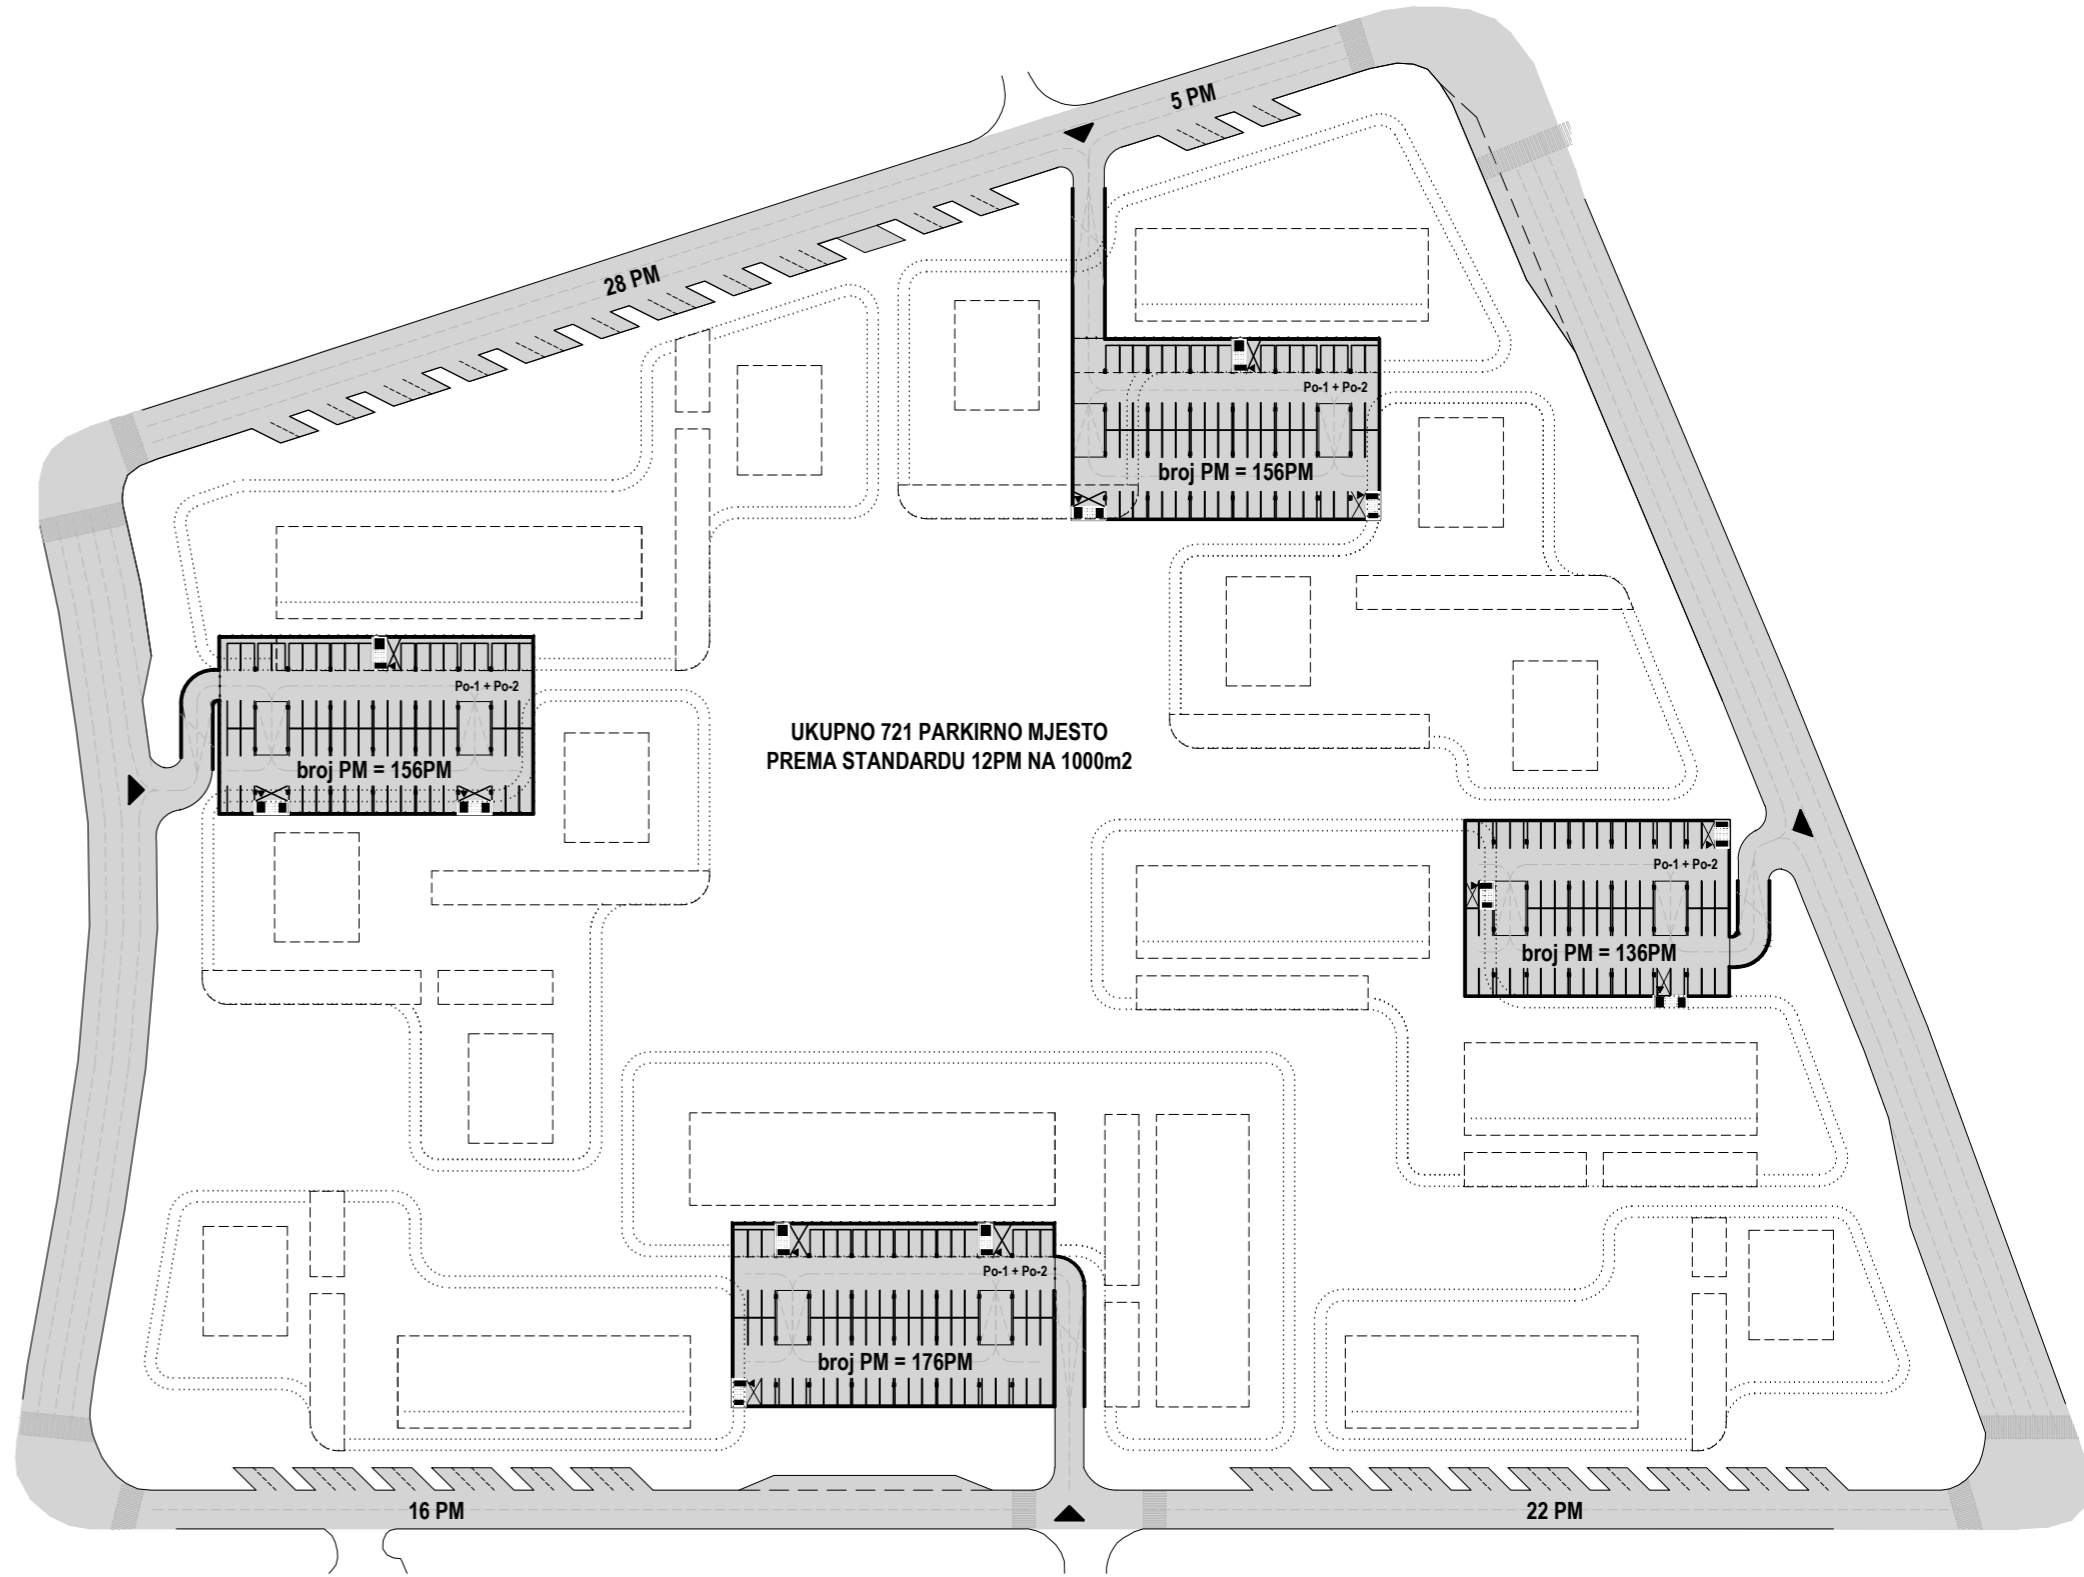 5 PM
28 PM
Po-1 + Po-2
broj PM = 156PM
Po-1 + Po-2
broj PM = 156PM
UKUPNO 721 PARKIRNO MJESTO
PREMA STANDARDU 12PM NA 1000m2
Po-1 + Po-2
broj PM = 136PM
Po-1 + Po-2
broj PM = 176PM
16 PM
22 PM